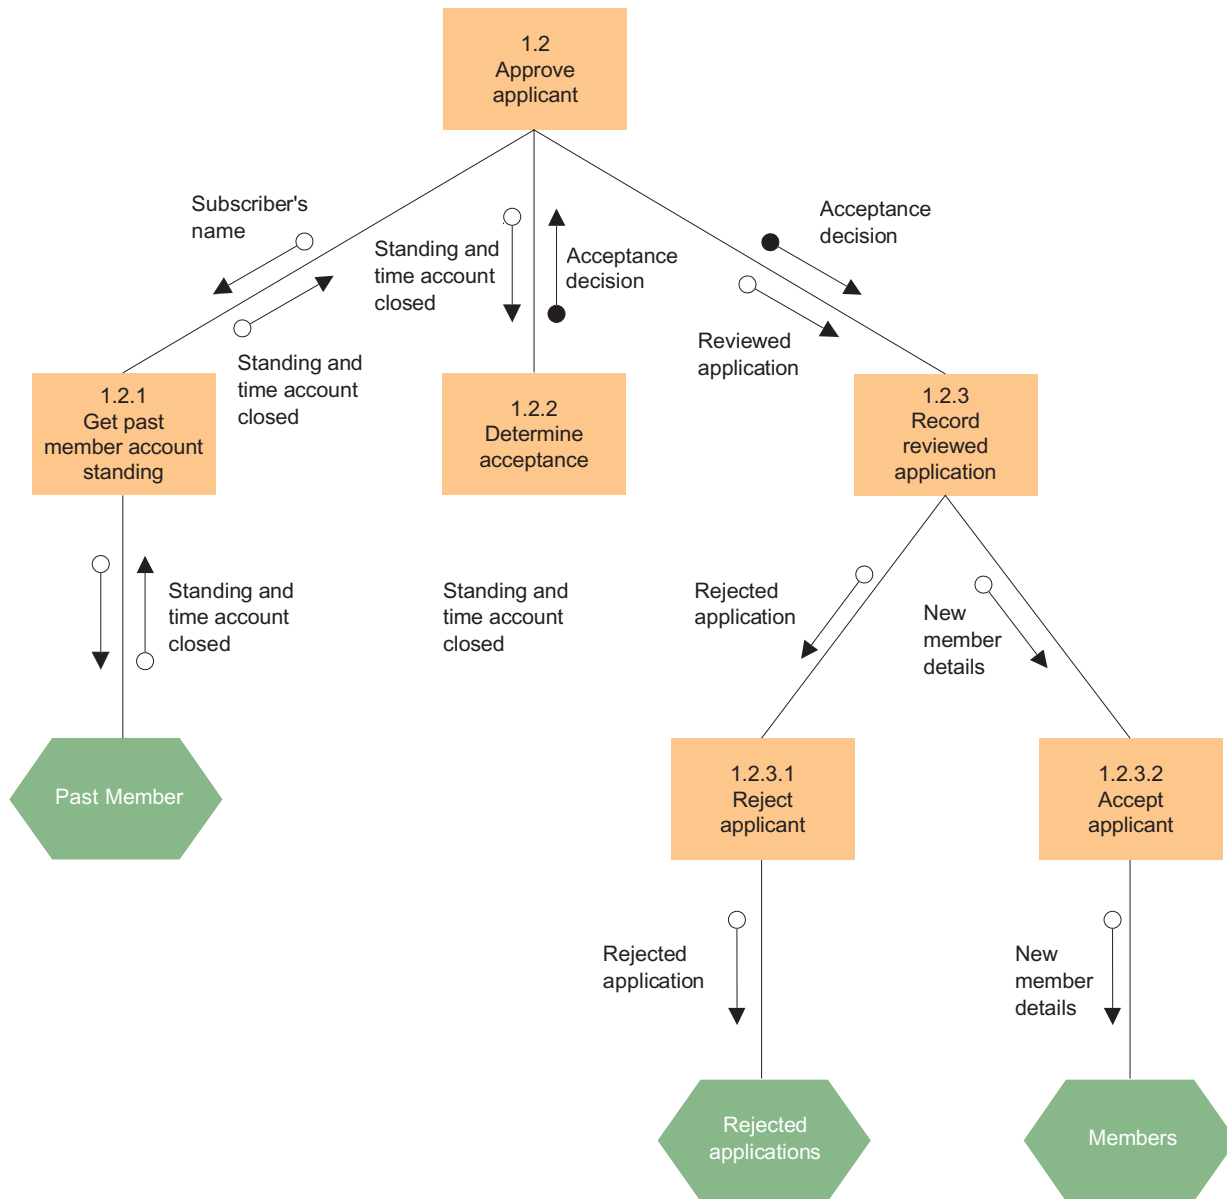 1.2
Approve
applicant
Subscriber's
name
Standing and
time account
closed
Acceptance
decision
Acceptance
decision
Standing and
time account
closed
Reviewed
application
1.2.1
Get past
member account
standing
1.2.2
Determine
acceptance
1.2.3
Record
reviewed
application
Standing and
time account
closed
Standing and
time account
closed
Rejected
application
New
member
details
Past Member
1.2.3.1
Reject
applicant
1.2.3.2
Accept
applicant
Rejected
application
New
member
details
Rejected
applications
Members